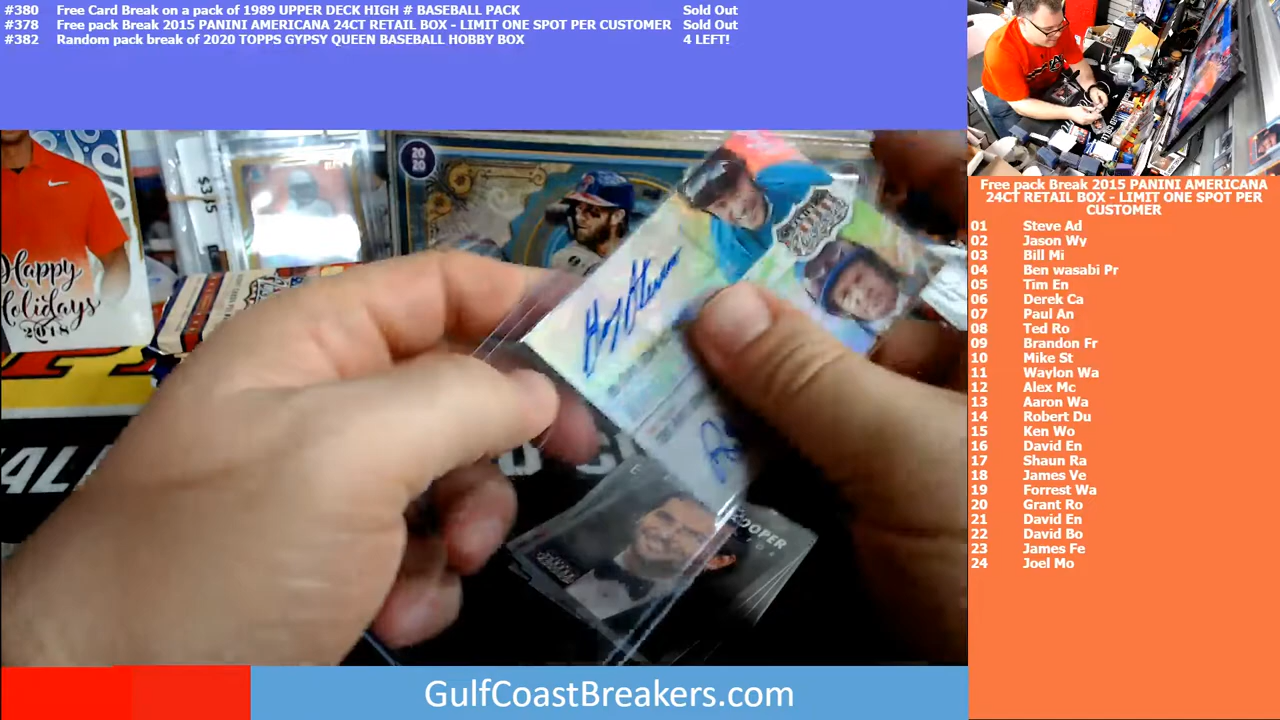 #380 Free Card Break on a pack of 1989 UPPER DECK HIGH # BASEBALL PACK Sold Out
#378 Free pack Break 2015 PANINI AMERICANA 24CT RETAIL BOX - LIMIT ONE SPOT PER CUSTOMER Sold Out
#382 Random pack break of 2020 TOPPS GYPSY QUEEN BASEBALL HOBBY BOX 4 LEFT!
20
20
$315
Happy
Holidays
2018
OOPER
Free pack Break 2015 PANINI AMERICANA
24CT RETAIL BOX - LIMIT ONE SPOT PER
CUSTOMER
01 Steve Ad
02 Jason Wy
03 Bill Mi
04 Ben wasabi Pr
05 Tim En
06 Derek Ca
07 Paul An
08 Ted Ro
09 Brandon Fr
10 Mike St
11 Waylon Wa
12 Alex Mc
13 Aaron Wa
14 Robert Du
15 Ken Wo
16 David En
17 Shaun Ra
18 James Ve
19 Forrest Wa
20 Grant Ro
21 David En
22 David Bo
23 James Fe
24 Joel Mo
GulfCoastBreakers.com